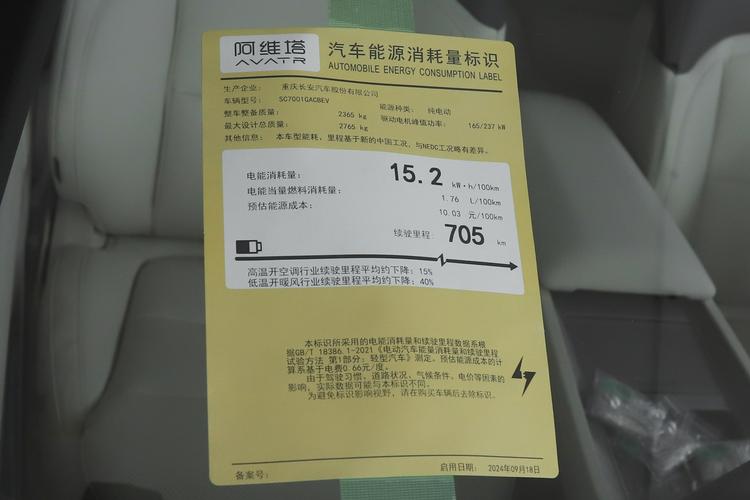 阿维塔
AVATR
汽车能源消耗量标识
AUTOMOBILE ENERGY CONSUMPTION LABEL
生产企业: 重庆长安汽车股份有限公司
车辆型号: SC7001GACBEV 能源种类: 纯电动
整车整备质量: 2365 kg 驱动电机峰值功率: 165/237 kW
最大设计总质量: 2765 kg
其他信息: 本车型能耗、里程基于新的中国工况,与NEDC工况略有差异。
电能消耗量: 15.2 kW·h/100km
电能当量燃料消耗量: 1.76 L/100km
预估能源成本: 10.03 元/100km
续驶里程: 705 km
高温开空调行业续驶里程平均约下降: 15%
低温开暖风行业续驶里程平均约下降: 40%
本标识所采用的电能消耗量和续驶里程数据系根
据GB/T 18386.1-2021《电动汽车能量消耗量和续驶里程
试验方法 第1部分: 轻型汽车》测定。预估能源成本的计
算系基于电费0.66元/度。
由于驾驶习惯、道路状况、气候条件、电价等因素的
影响, 实际数据可能与本标识不同。
为避免标识影响视野, 请在购买车辆后去除标识。
备案号: 启用日期: 2024年09月18日